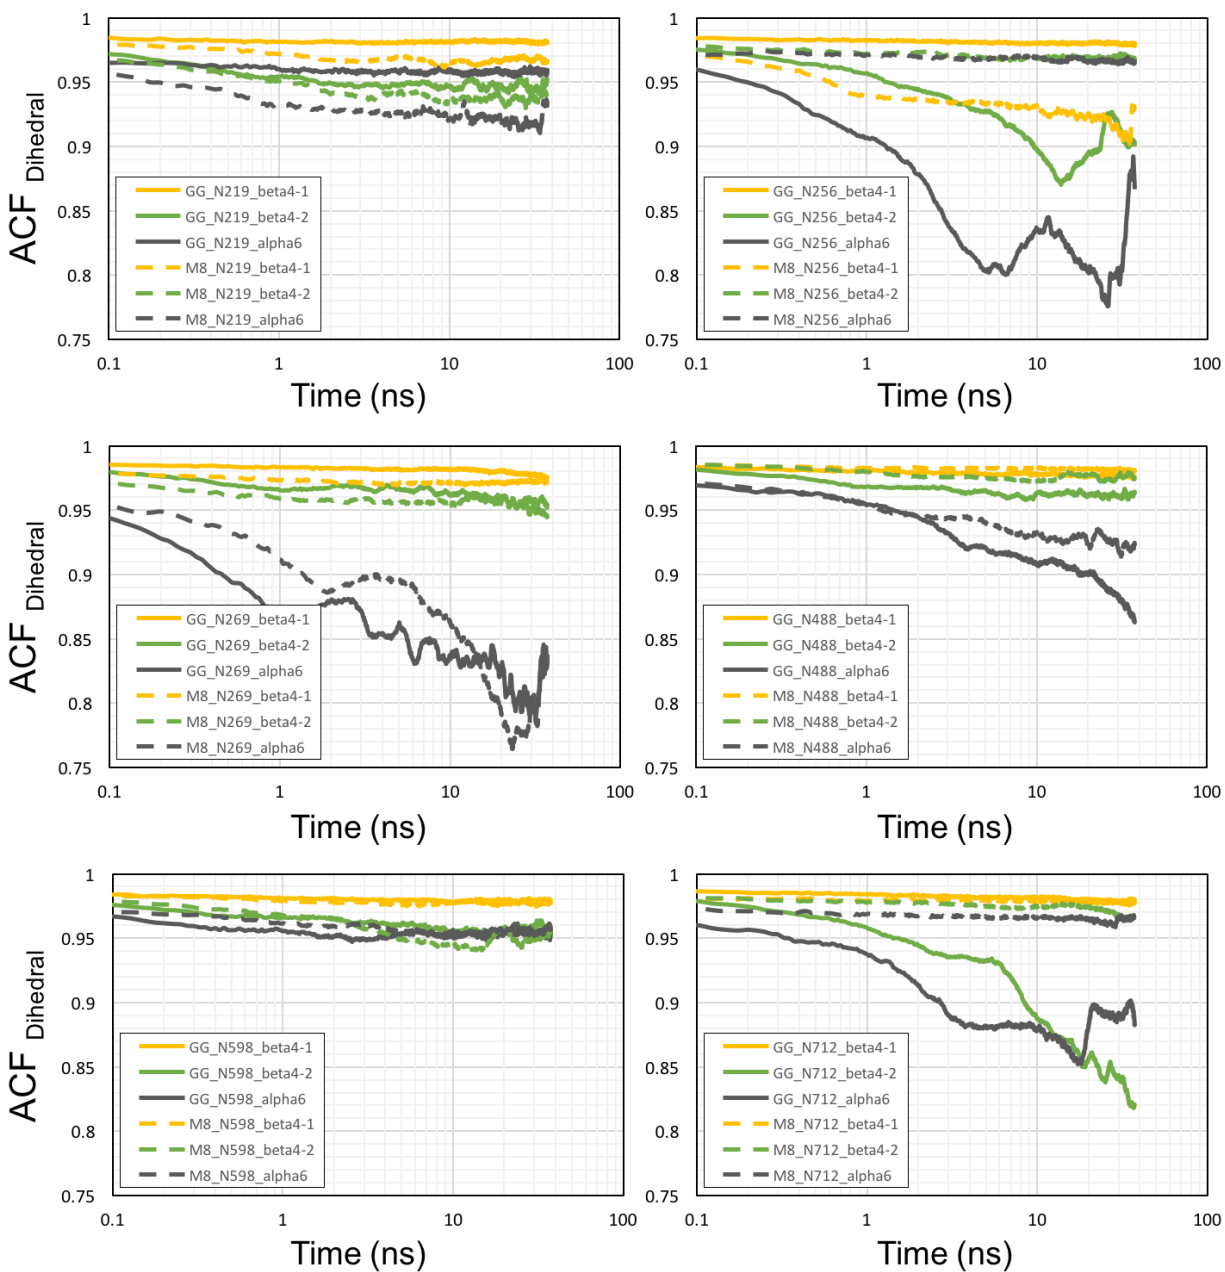 ACF Dihedral
1
0.95
0.9
0.85
0.8
0.75
GG_N219_beta4-1
GG_N219_beta4-2
GG_N219_alpha6
M8_N219_beta4-1
M8_N219_beta4-2
M8_N219_alpha6
0.1 1 10 100
Time (ns)
1
0.95
0.9
0.85
0.8
0.75
GG_N256_beta4-1
GG_N256_beta4-2
GG_N256_alpha6
M8_N256_beta4-1
M8_N256_beta4-2
M8_N256_alpha6
0.1 1 10 100
Time (ns)
ACF Dihedral
1
0.95
0.9
0.85
0.8
0.75
GG_N269_beta4-1
GG_N269_beta4-2
GG_N269_alpha6
M8_N269_beta4-1
M8_N269_beta4-2
M8_N269_alpha6
0.1 1 10 100
Time (ns)
1
0.95
0.9
0.85
0.8
0.75
GG_N488_beta4-1
GG_N488_beta4-2
GG_N488_alpha6
M8_N488_beta4-1
M8_N488_beta4-2
M8_N488_alpha6
0.1 1 10 100
Time (ns)
ACF Dihedral
1
0.95
0.9
0.85
0.8
0.75
GG_N598_beta4-1
GG_N598_beta4-2
GG_N598_alpha6
M8_N598_beta4-1
M8_N598_beta4-2
M8_N598_alpha6
0.1 1 10 100
Time (ns)
1
0.95
0.9
0.85
0.8
0.75
GG_N712_beta4-1
GG_N712_beta4-2
GG_N712_alpha6
M8_N712_beta4-1
M8_N712_beta4-2
M8_N712_alpha6
0.1 1 10 100
Time (ns)